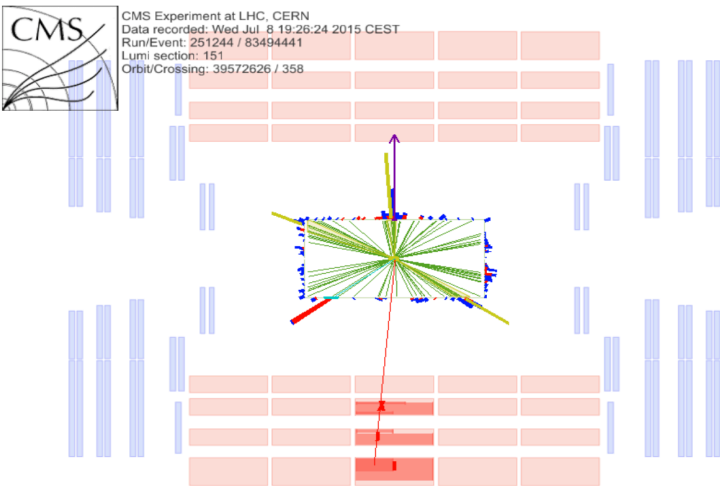 CMS
CMS Experiment at LHC, CERN
Data recorded: Wed Jul  8 19:26:24 2015 CEST
Run/Event: 251244 / 83494441
Lumi section: 151
Orbit/Crossing: 39572626 / 358